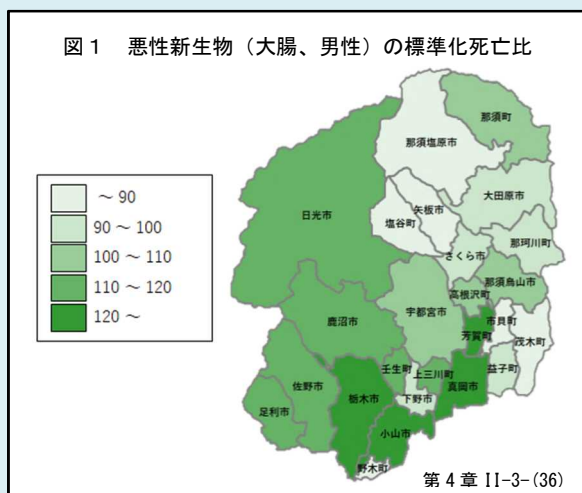 図1 悪性新生物（大腸、男性）の標準化死亡比
～90
90～100
100～110
110～120
120～
那須町
那須塩原市
大田原市
矢板市
日光市
塩谷町
那珂川町
さくら市
那須烏山市
高根沢町
宇都宮市
市貝町
鹿沼市
芳賀町
茂木町
壬生町
上三川町
益子町
佐野市
真岡市
栃木市
下野市
足利市
小山市
野木町
第4章II-3-(36)